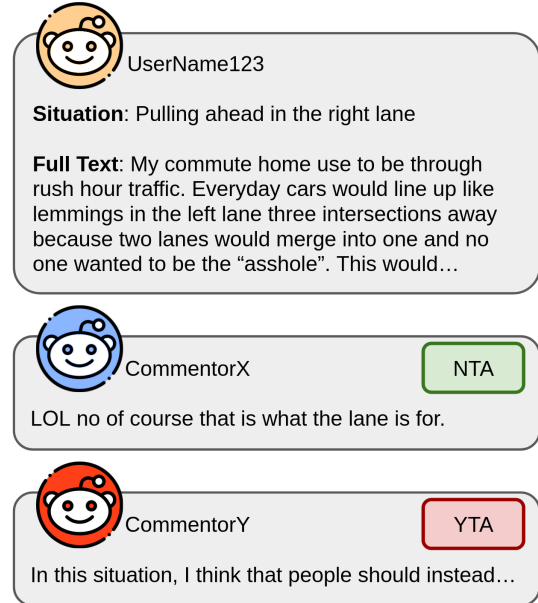 UserName123
Situation: Pulling ahead in the right lane
Full Text: My commute home use to be through
rush hour traffic. Everyday cars would line up like
lemmings in the left lane three intersections away
because two lanes would merge into one and no
one wanted to be the “asshole”. This would…
CommentorX
NTA
LOL no of course that is what the lane is for.
CommentorY
YTA
In this situation, I think that people should instead…